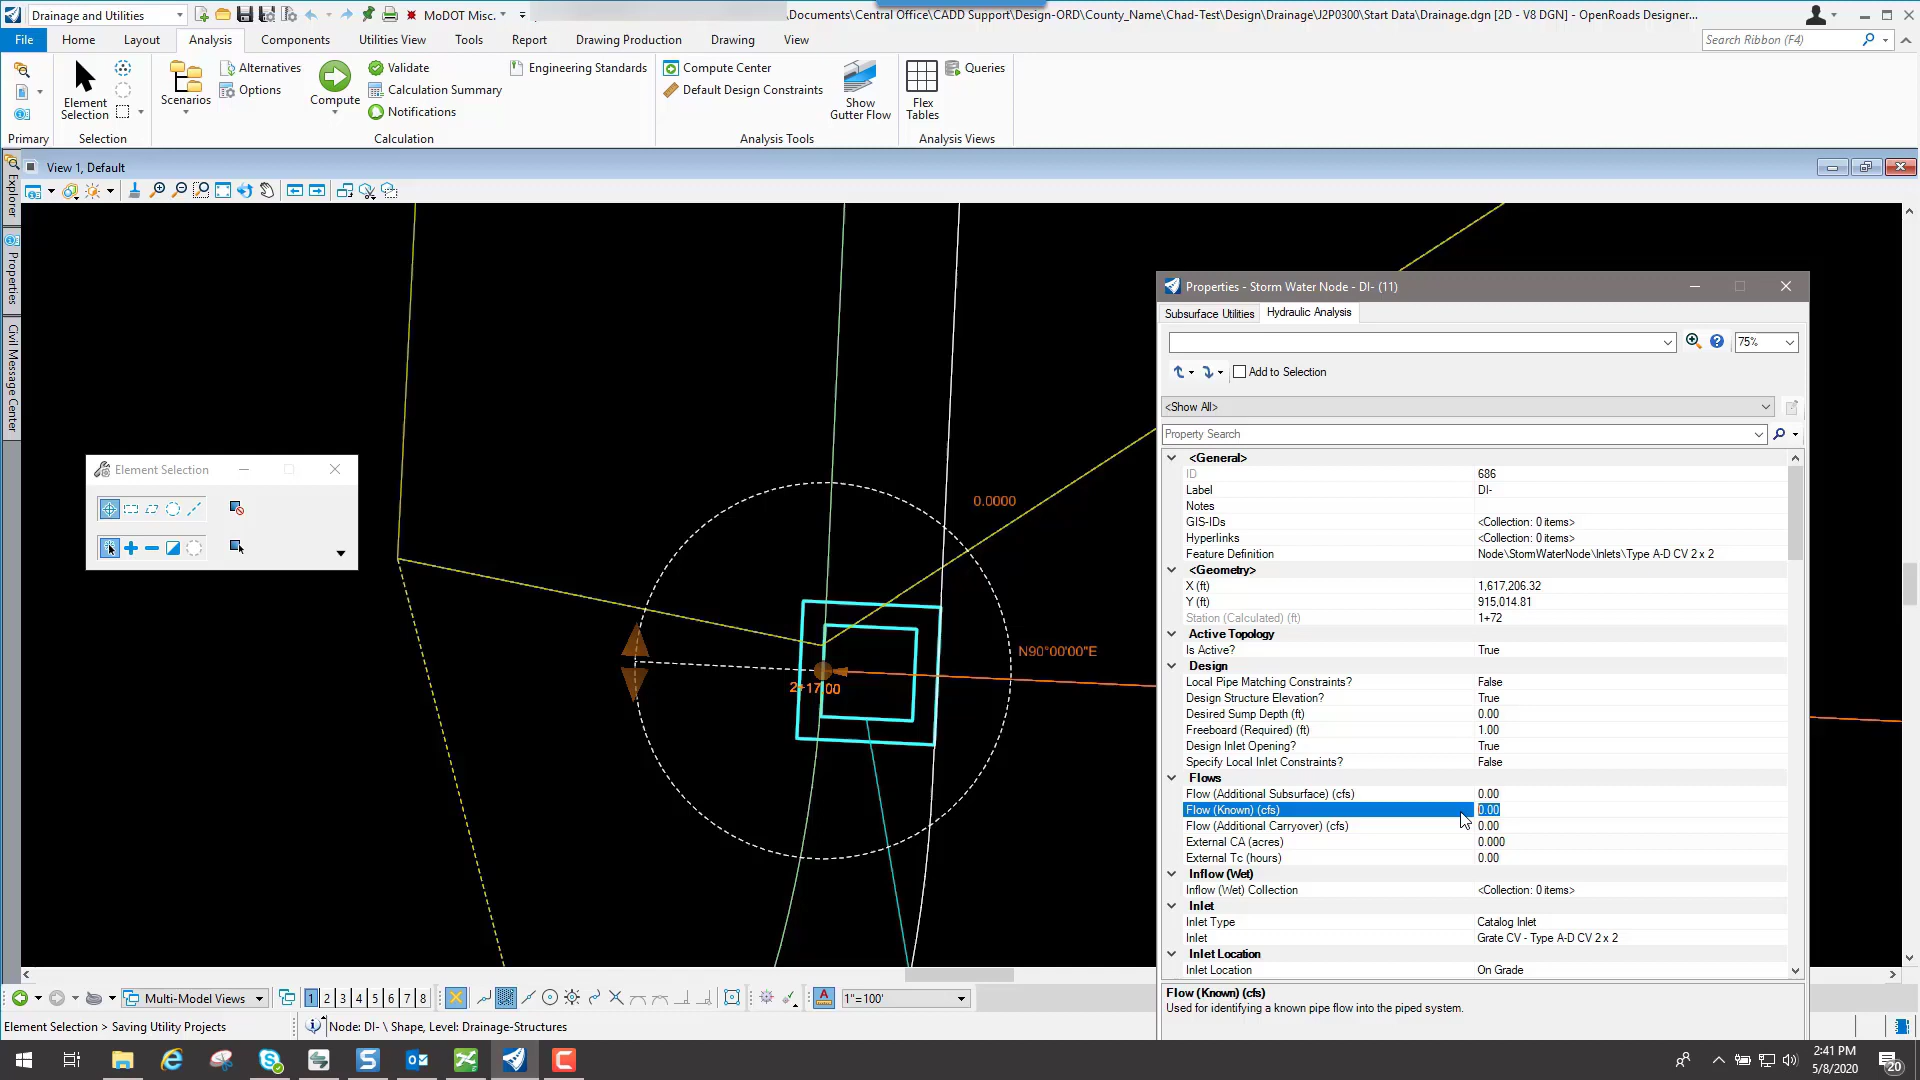 Drainage and Utilities
MoDOT Misc.
\Documents\Central Office\CADD Support\Design-ORD\County_Name\Chad-Test\Design\Drainage\J2P0300\Start Data\Drainage.dgn [2D - V8 DGN] - OpenRoads Designer...
File
Home
Layout
Analysis
Components
Utilities View
Tools
Report
Drawing Production
Drawing
View
Search Ribbon (F4)
Element Selection
Scenarios
Alternatives
Options
Compute
Validate
Calculation Summary
Notifications
Engineering Standards
Compute Center
Default Design Constraints
Show Gutter Flow
Flex Tables
Queries
Primary
Selection
Calculation
Analysis Tools
Analysis Views
Explorer
Properties
Civil Message Center
View 1, Default
Element Selection
0.0000
N90°00'00"E
2+17.00
Properties - Storm Water Node - DI- (11)
Subsurface Utilities
Hydraulic Analysis
75%
Add to Selection
<Show All>
Property Search
<General>
ID 686
Label DI-
Notes
GIS-IDs <Collection: 0 items>
Hyperlinks <Collection: 0 items>
Feature Definition Node\StormWaterNode\Inlets\Type A-D CV 2 x 2
<Geometry>
X (ft) 1,617,206.32
Y (ft) 915,014.81
Station (Calculated) (ft) 1+72
Active Topology
Is Active? True
Design
Local Pipe Matching Constraints? False
Design Structure Elevation? True
Desired Sump Depth (ft) 0.00
Freeboard (Required) (ft) 1.00
Design Inlet Opening? True
Specify Local Inlet Constraints? False
Flows
Flow (Additional Subsurface) (cfs) 0.00
Flow (Known) (cfs) 0.00
Flow (Additional Carryover) (cfs) 0.00
External CA (acres) 0.000
External Tc (hours) 0.00
Inflow (Wet)
Inflow (Wet) Collection <Collection: 0 items>
Inlet
Inlet Type Catalog Inlet
Inlet Grate CV - Type A-D CV 2 x 2
Inlet Location
Inlet Location On Grade
Flow (Known) (cfs)
Used for identifying a known pipe flow into the piped system.
Multi-Model Views
1 2 3 4 5 6 7 8
1"=100'
Element Selection > Saving Utility Projects
Node: DI- \ Shape, Level: Drainage-Structures
2:41 PM
5/8/2020
20